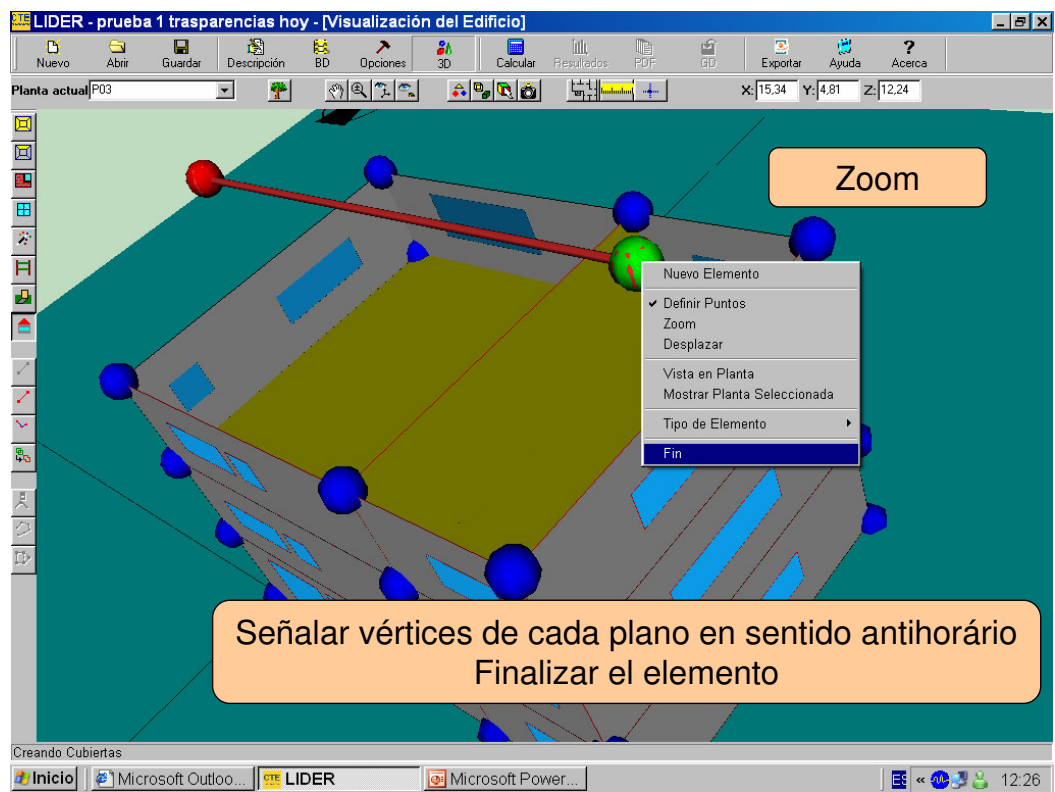 CTE LIDER - prueba 1 trasparencias hoy - [Visualización del Edificio]
Nuevo Abrir Guardar Descripción BD Opciones 3D Calcular Resultados PDF GD Exportar Ayuda Acerca
Planta actual P03 X: 15,34 Y: 4,81 Z: 12,24
Zoom
Nuevo Elemento
Definir Puntos
Zoom
Desplazar
Vista en Planta
Mostrar Planta Seleccionada
Tipo de Elemento
Fin
Señalar vértices de cada plano en sentido antihorário
Finalizar el elemento
Creando Cubiertas
Inicio Microsoft Outloo... CTE LIDER Microsoft Power... ES « 12:26